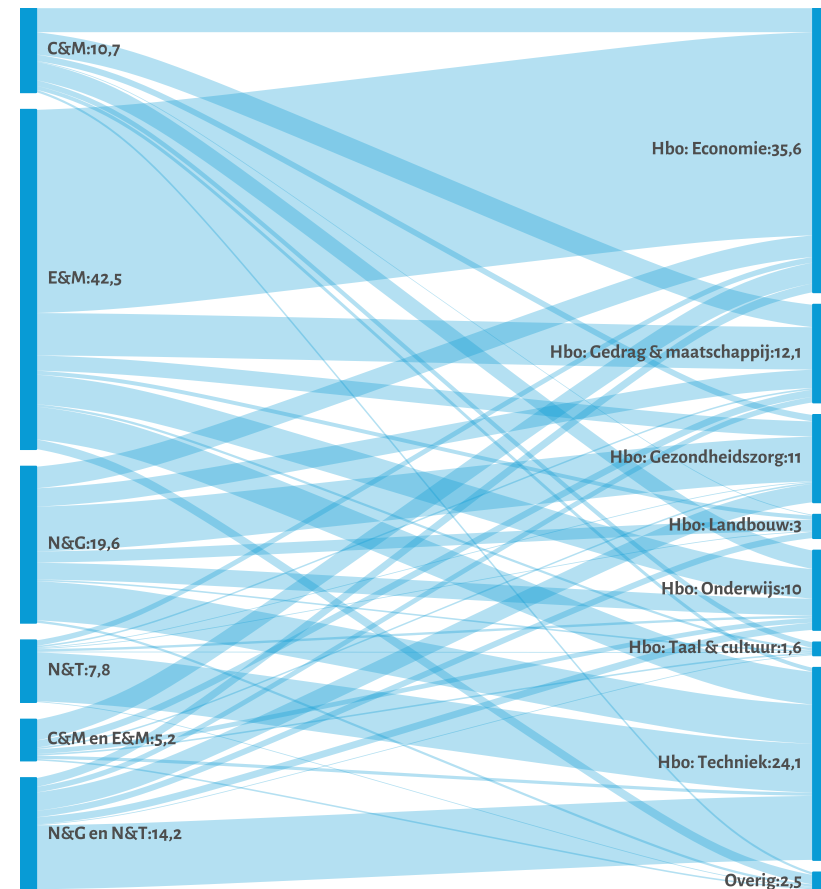 C&M:10,7
E&M:42,5
N&G:19,6
N&T:7,8
C&M en E&M:5,2
N&G en N&T:14,2
Hbo: Economie:35,6
Hbo: Gedrag & maatschappij:12,1
Hbo: Gezondheidszorg:11
Hbo: Landbouw:3
Hbo: Onderwijs:10
Hbo: Taal & cultuur:1,6
Hbo: Techniek:24,1
Overig:2,5